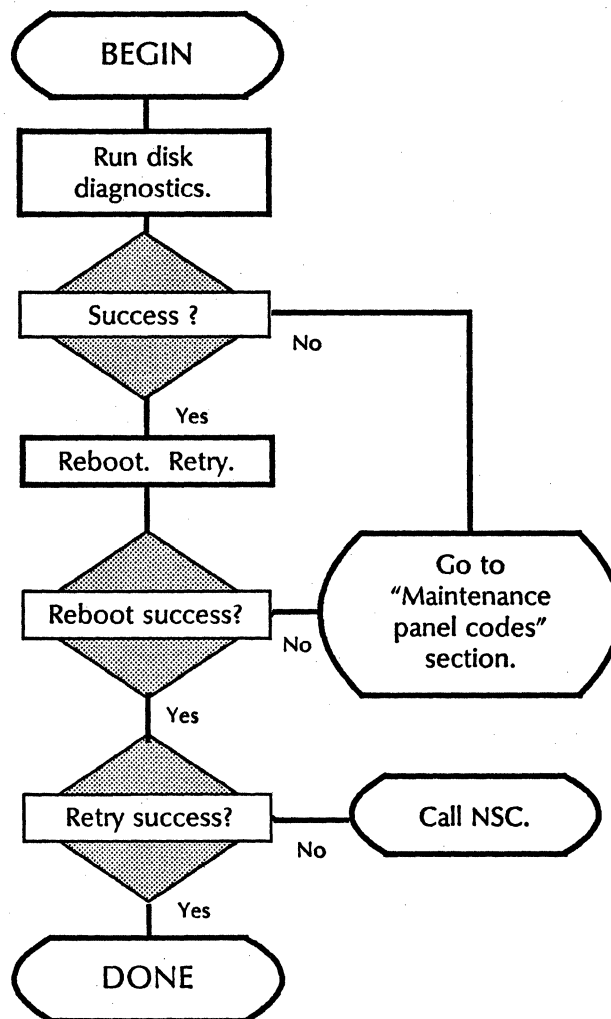 BEGIN
Run disk
diagnostics.
Success ?
No
Yes
Reboot. Retry.
Reboot success?
No
Go to
“Maintenance
panel codes”
section.
Yes
Retry success?
No
Call NSC.
Yes
DONE